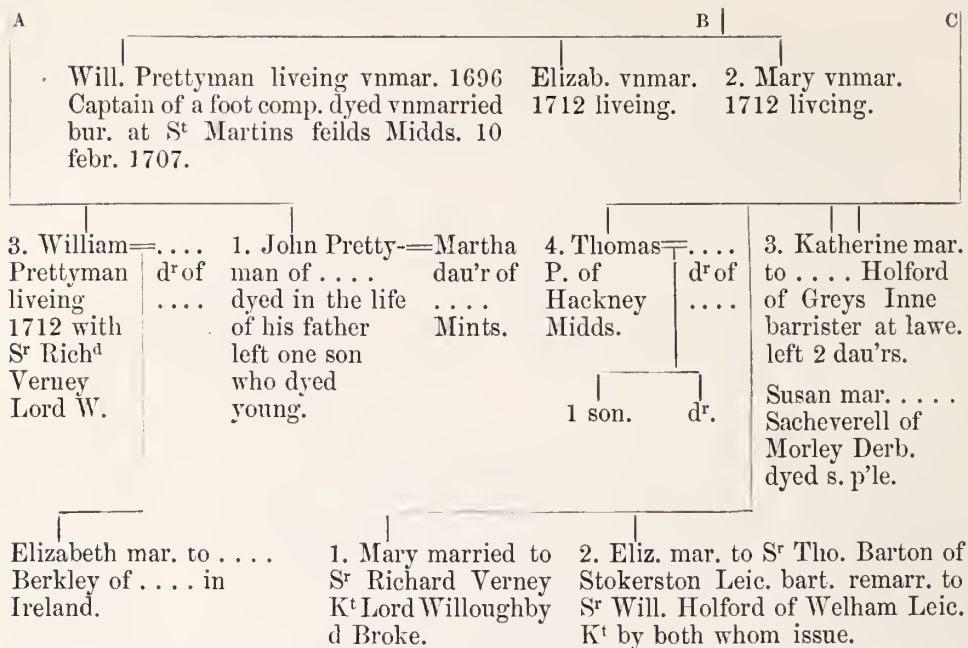 A B C
Will. Prettyman liveing vnmar. 1696
Captain of a foot comp. dyed vnmarried
bur. at Sᵗ Martins feilds Midds. 10
febr. 1707.
Elizab. vnmar.
1712 liveing.
2. Mary vnmar.
1712 livcing.
3. William=....
Prettyman dʳ of
liveing ....
1712 with
Sʳ Richᵈ
Verney
Lord W.
1. John Pretty-=Martha
man of .... dau'r of
dyed in the life ....
of his father Mints.
left one son
who dyed
young.
4. Thomas=....
P. of dʳ of
Hackney ....
Midds.
1 son. dʳ.
3. Katherine mar.
to .... Holford
of Greys Inne
barrister at lawe.
left 2 dau'rs.
Susan mar. .....
Sacheverell of
Morley Derb.
dyed s. p'le.
Elizabeth mar. to ....
Berkley of .... in
Ireland.
1. Mary married to
Sʳ Richard Verney
Kᵗ Lord Willoughby
d Broke.
2. Eliz. mar. to Sʳ Tho. Barton of
Stokerston Leic. bart. remarr. to
Sʳ Will. Holford of Welham Leic.
Kᵗ by both whom issue.